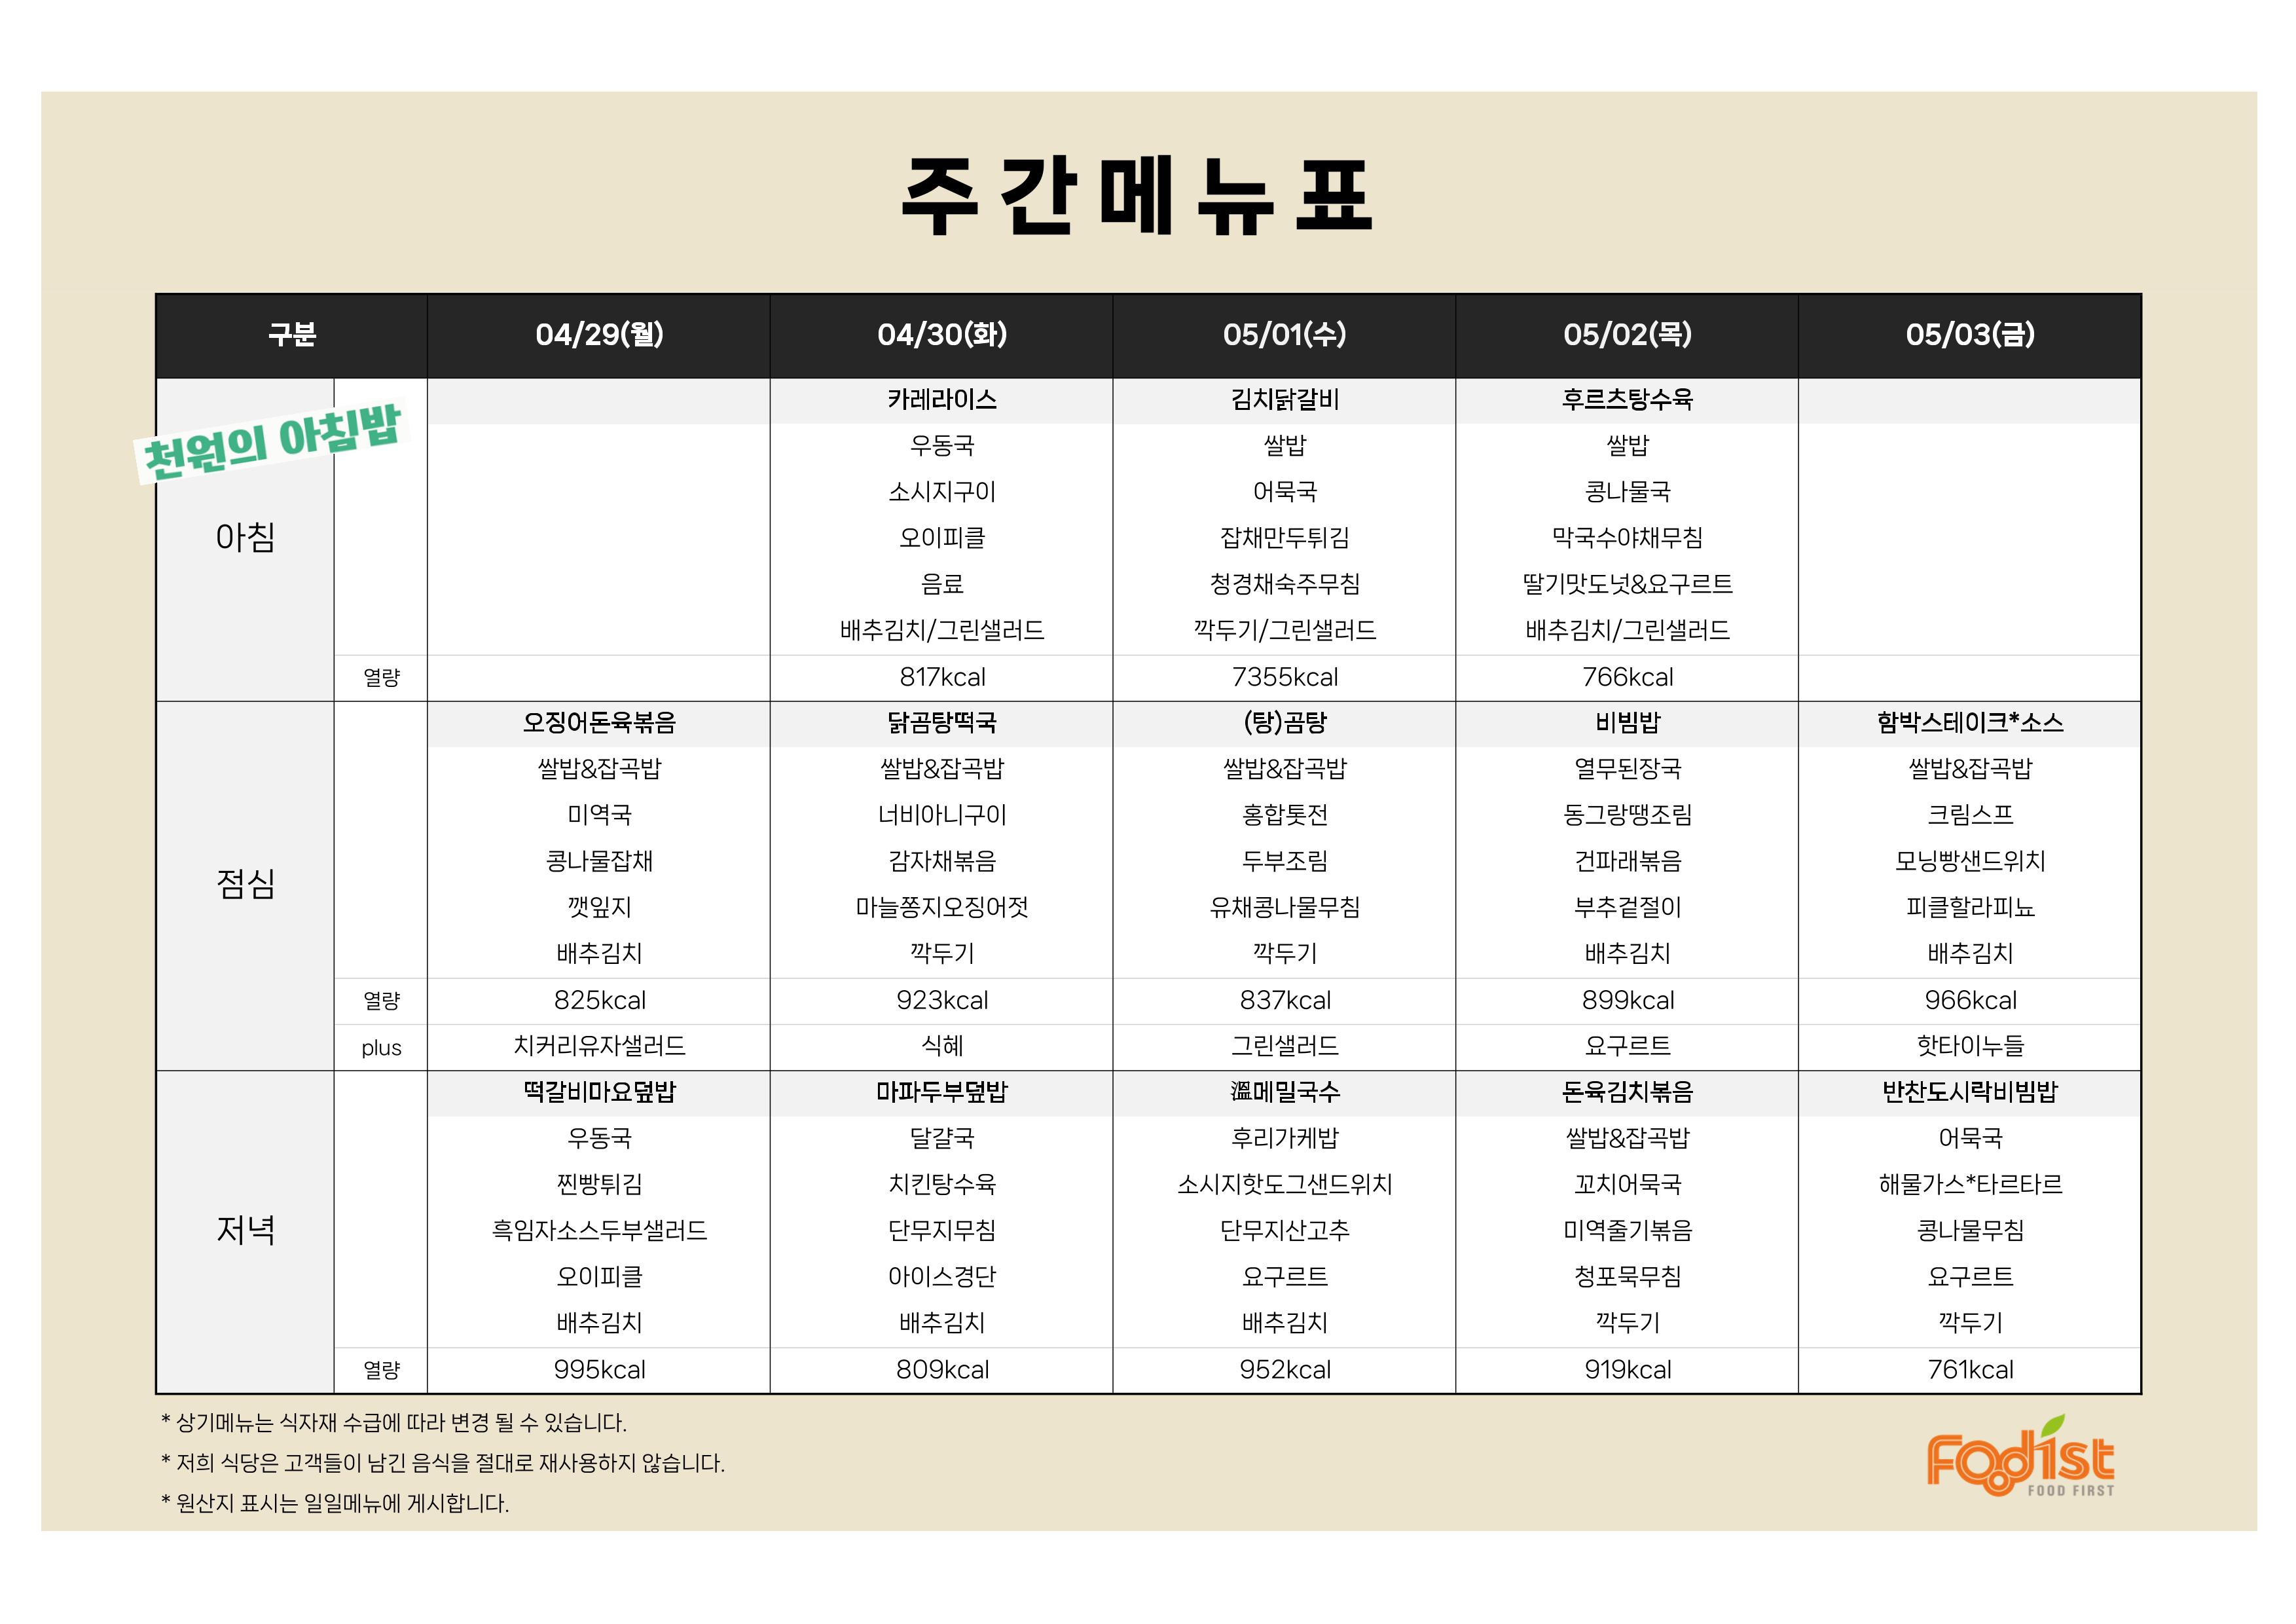 주간메뉴표
구분 04/29(월) 04/30(화) 05/01(수) 05/02(목) 05/03(금)
천원의 아침밥
아침
카레라이스 김치닭갈비 후르츠탕수육
우동국 쌀밥 쌀밥
소시지구이 어묵국 콩나물국
오이피클 잡채만두튀김 막국수야채무침
음료 청경채숙주무침 딸기맛도넛&요구르트
배추김치/그린샐러드 깍두기/그린샐러드 배추김치/그린샐러드
열량 817kcal 7355kcal 766kcal
점심
오징어돈육볶음 닭곰탕떡국 (탕)곰탕 비빔밥 함박스테이크*소스
쌀밥&잡곡밥 쌀밥&잡곡밥 쌀밥&잡곡밥 열무된장국 쌀밥&잡곡밥
미역국 너비아니구이 홍합톳전 동그랑땡조림 크림스프
콩나물잡채 감자채볶음 두부조림 건파래볶음 모닝빵샌드위치
깻잎지 마늘쫑지오징어젓 유채콩나물무침 부추겉절이 피클할라피뇨
배추김치 깍두기 깍두기 배추김치 배추김치
열량 825kcal 923kcal 837kcal 899kcal 966kcal
plus 치커리유자샐러드 식혜 그린샐러드 요구르트 핫타이누들
저녁
떡갈비마요덮밥 마파두부덮밥 溫메밀국수 돈육김치볶음 반찬도시락비빔밥
우동국 달걀국 후리가케밥 쌀밥&잡곡밥 어묵국
찐빵튀김 치킨탕수육 소시지핫도그샌드위치 꼬치어묵국 해물가스*타르타르
흑임자소스두부샐러드 단무지무침 단무지산고추 미역줄기볶음 콩나물무침
오이피클 아이스경단 요구르트 청포묵무침 요구르트
배추김치 배추김치 배추김치 깍두기 깍두기
열량 995kcal 809kcal 952kcal 919kcal 761kcal
* 상기메뉴는 식자재 수급에 따라 변경 될 수 있습니다.
* 저희 식당은 고객들이 남긴 음식을 절대로 재사용하지 않습니다.
* 원산지 표시는 일일메뉴에 게시합니다.
Foodist
FOOD FIRST